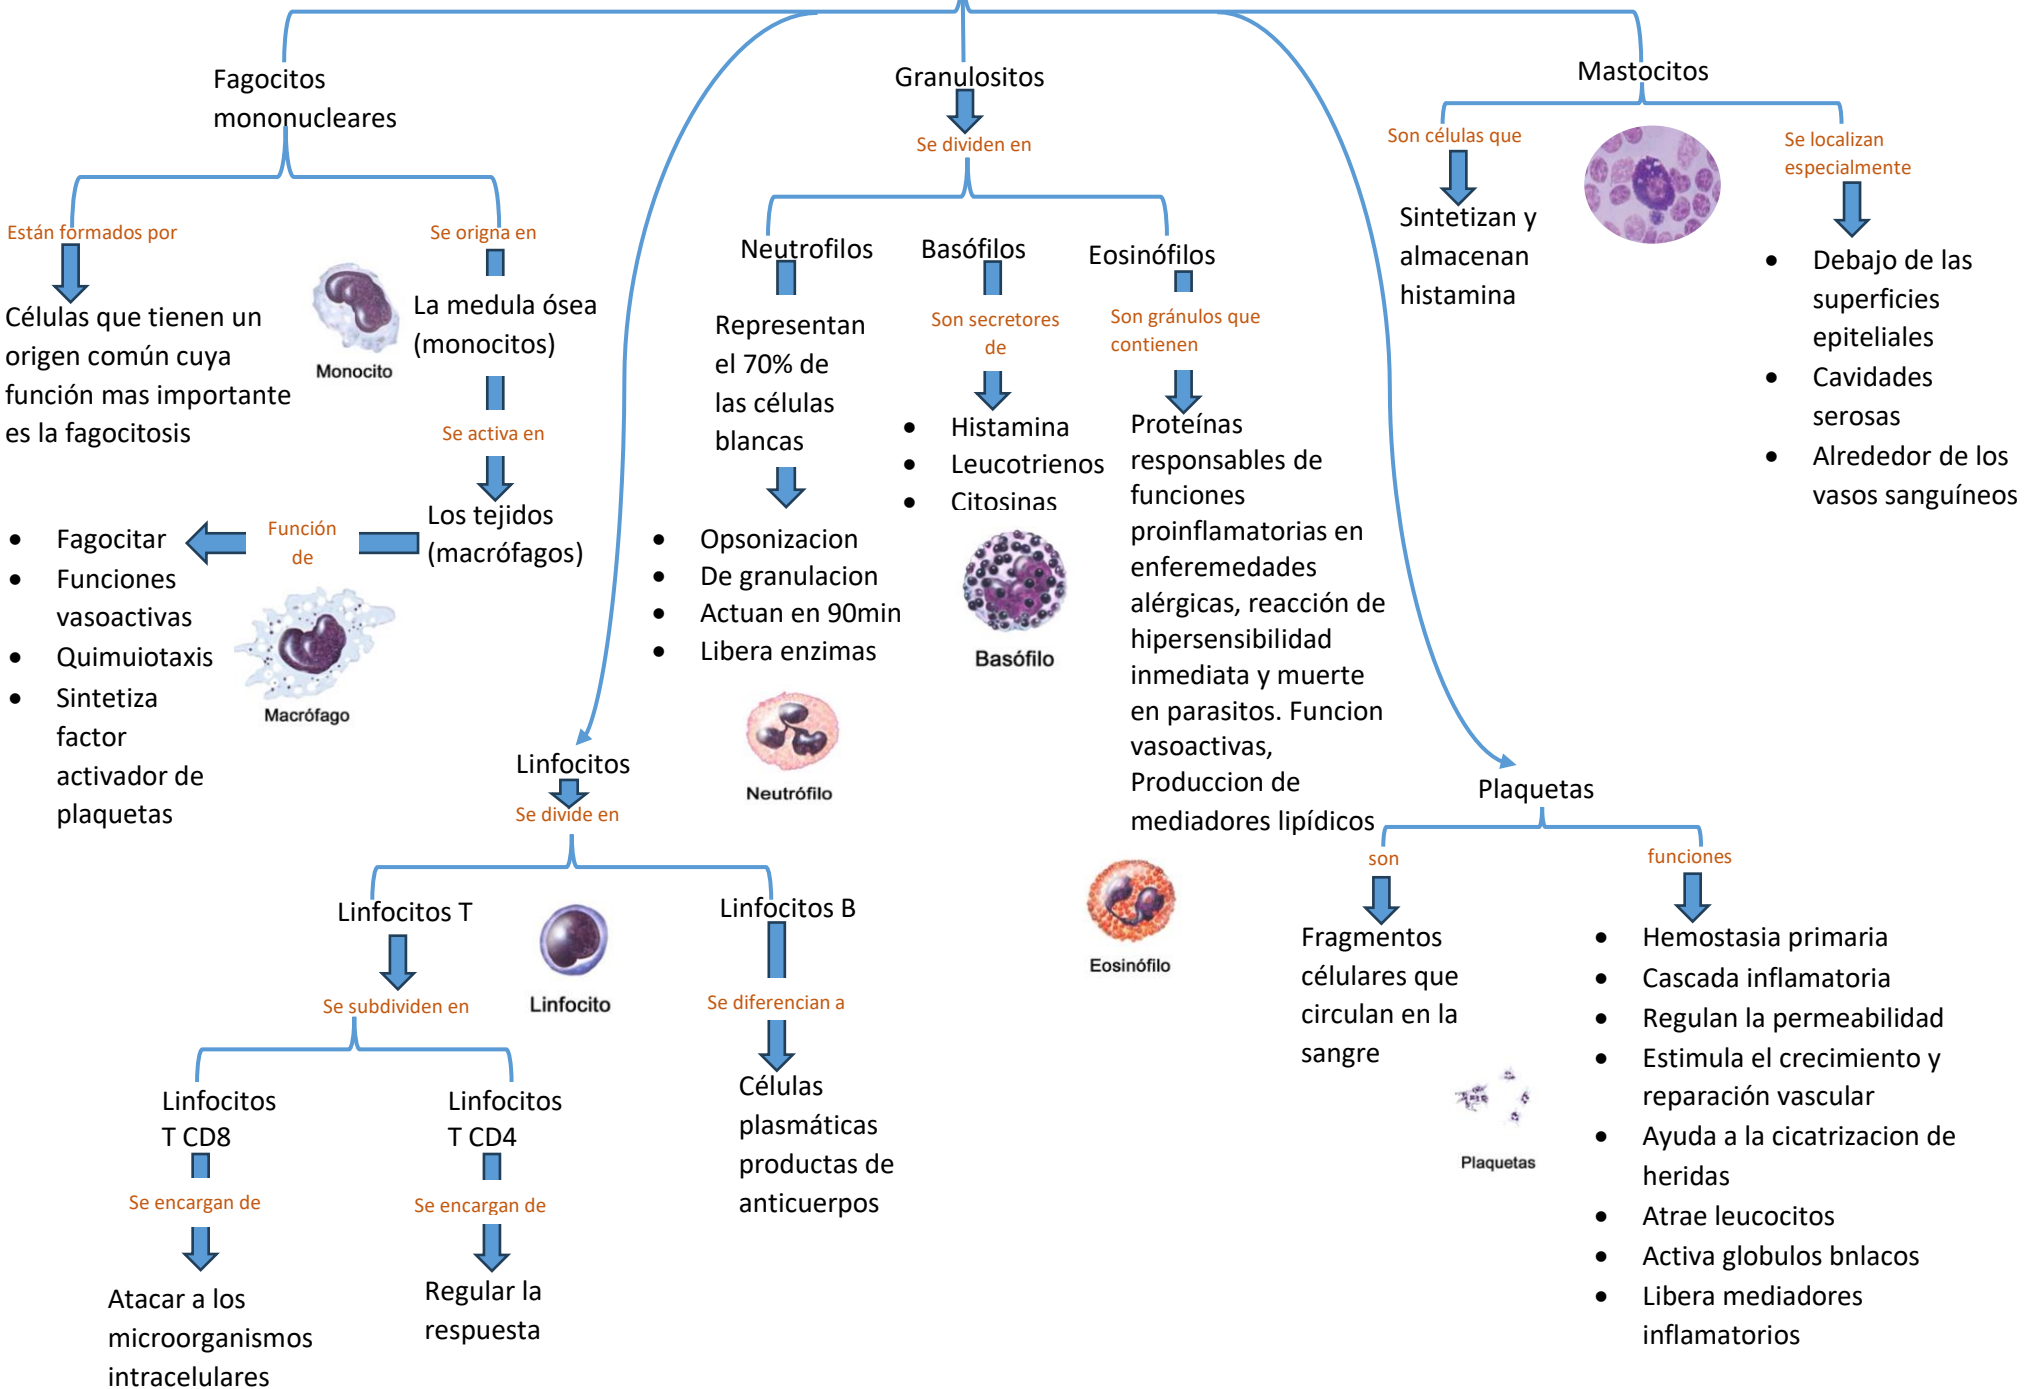 Fagocitos
mononucleares
Están formados por
Células que tienen un
origen común cuya
función mas importante
es la fagocitosis
Monocito
Se origna en
La medula ósea
(monocitos)
Se activa en
Los tejidos
(macrófagos)
Función
de
Fagocitar
Funciones
vasoactivas
Quimuiotaxis
Sintetiza
factor
activador de
plaquetas
Macrófago
Linfocitos
Se divide en
Linfocitos T
Linfocito
Se subdividen en
Linfocitos
T CD8
Se encargan de
Atacar a los
microorganismos
intracelulares
Linfocitos
T CD4
Se encargan de
Regular la
respuesta
Linfocitos B
Se diferencian a
Células
plasmáticas
productas de
anticuerpos
Granulositos
Se dividen en
Neutrofilos
Representan
el 70% de
las células
blancas
Opsonizacion
De granulacion
Actuan en 90min
Libera enzimas
Neutrófilo
Basófilos
Son secretores
de
Histamina
Leucotrienos
Citosinas
Basófilo
Eosinófilos
Son gránulos que
contienen
Proteínas
responsables de
funciones
proinflamatorias en
enferemedades
alérgicas, reacción de
hipersensibilidad
inmediata y muerte
en parasitos. Funcion
vasoactivas,
Produccion de
mediadores lipídicos
Eosinófilo
Mastocitos
Son células que
Sintetizan y
almacenan
histamina
Se localizan
especialmente
Debajo de las
superficies
epiteliales
Cavidades
serosas
Alrededor de los
vasos sanguíneos
Plaquetas
son
Fragmentos
célulares que
circulan en la
sangre
Plaquetas
funciones
Hemostasia primaria
Cascada inflamatoria
Regulan la permeabilidad
Estimula el crecimiento y
reparación vascular
Ayuda a la cicatrizacion de
heridas
Atrae leucocitos
Activa globulos bnlacos
Libera mediadores
inflamatorios